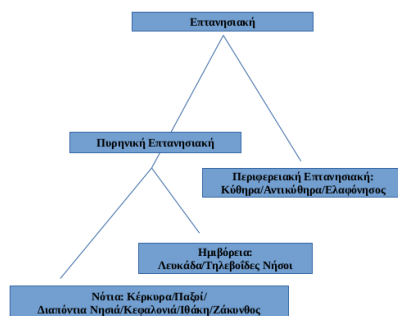 Επτανησιακή
Πυρηνική Επτανησιακή
Περιφερειακή Επτανησιακή:
Κύθηρα/Αντικύθηρα/Ελαφόνησος
Ημιβόρεια:
Λευκάδα/Τηλεβοΐδες Νήσοι
Νότια: Κέρκυρα/Παξοί/
Διαπόντια Νησιά/Κεφαλονιά/Ιθάκη/Ζάκυνθος